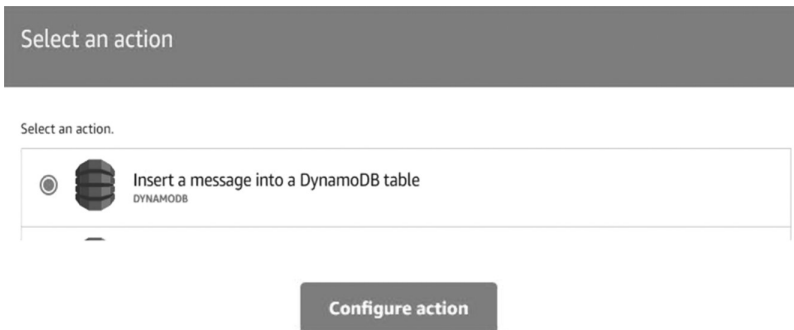 Select an action
Select an action.
Insert a message into a DynamoDB table
DYNAMODB
Configure action